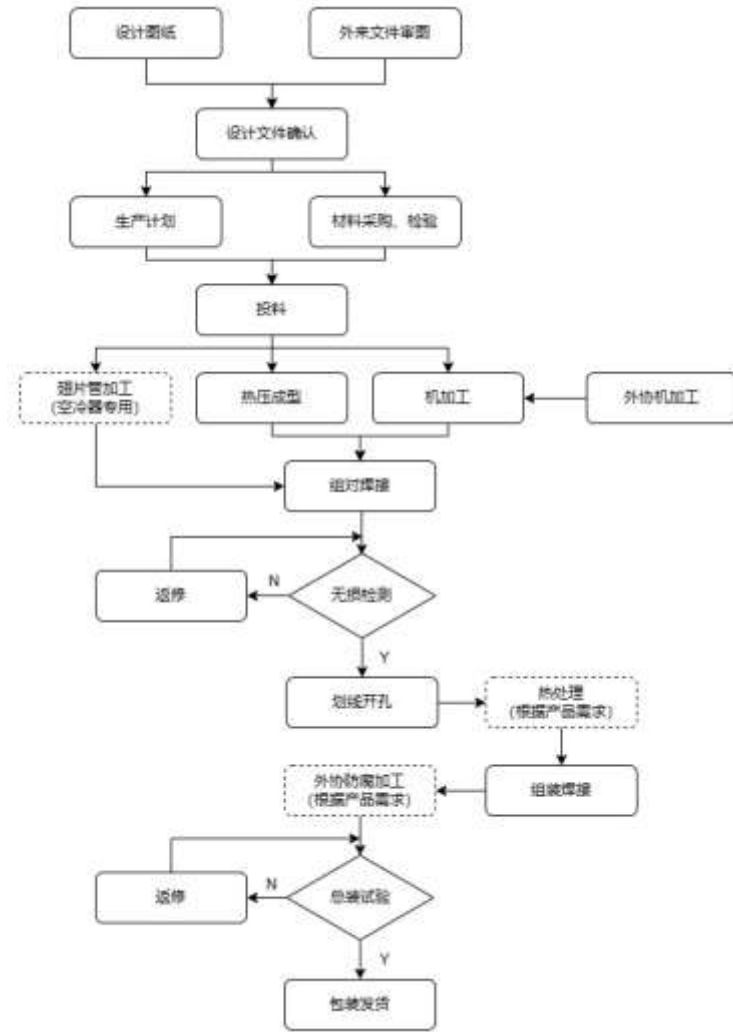 设计图纸
外来文件审图
设计文件确认
生产计划
材料采购、检验
投料
翅片管加工
(空冷器专用)
热压成型
机加工
外协机加工
组对焊接
返修
N
无损检测
Y
划线开孔
热处理
(根据产品需求)
外协防腐加工
(根据产品需求)
组装焊接
返修
N
总装试验
Y
包装发货